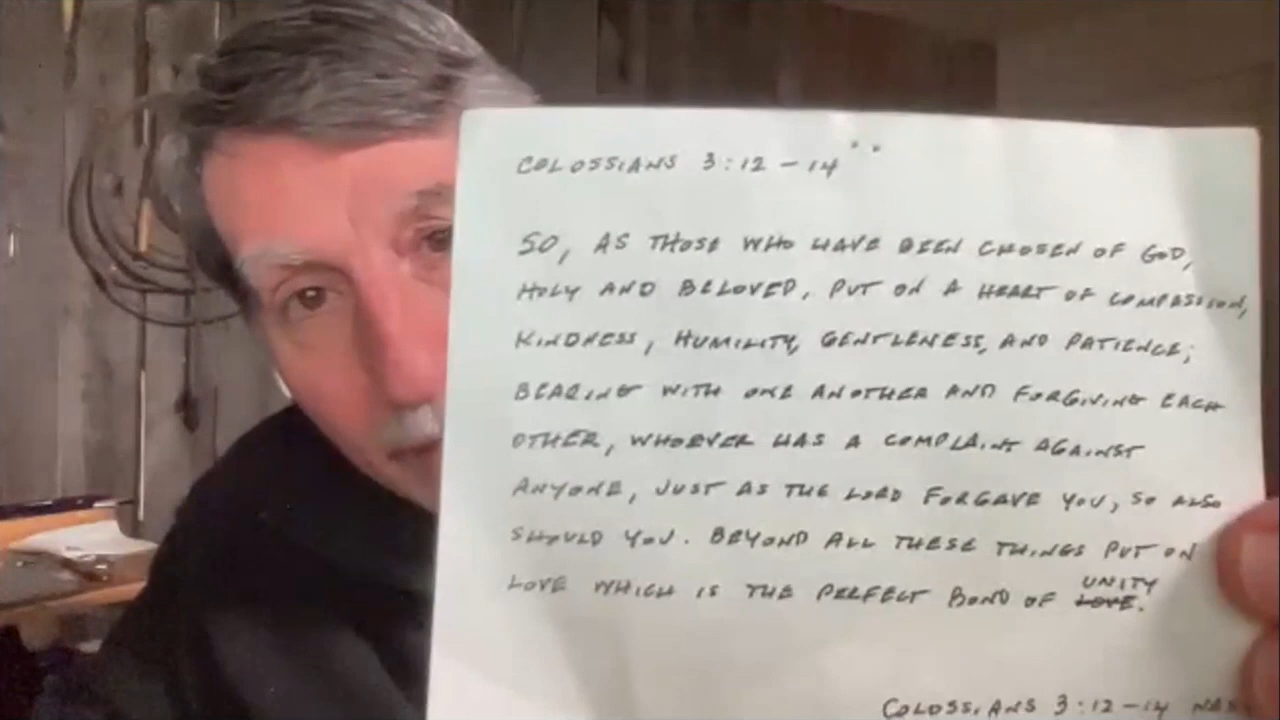 COLOSSIANS 3:12-14
SO, AS THOSE WHO HAVE BEEN CHOSEN OF GOD,
HOLY AND BELOVED, PUT ON A HEART OF COMPASSION,
KINDNESS, HUMILITY, GENTLENESS, AND PATIENCE;
BEARING WITH ONE ANOTHER AND FORGIVING EACH
OTHER, WHOEVER HAS A COMPLAINT AGAINST
ANYONE, JUST AS THE LORD FORGAVE YOU, SO ALSO
SHOULD YOU. BEYOND ALL THESE THINGS PUT ON
LOVE WHICH IS THE PERFECT BOND OF LOVE UNITY.
COLOSSIANS 3:12-14